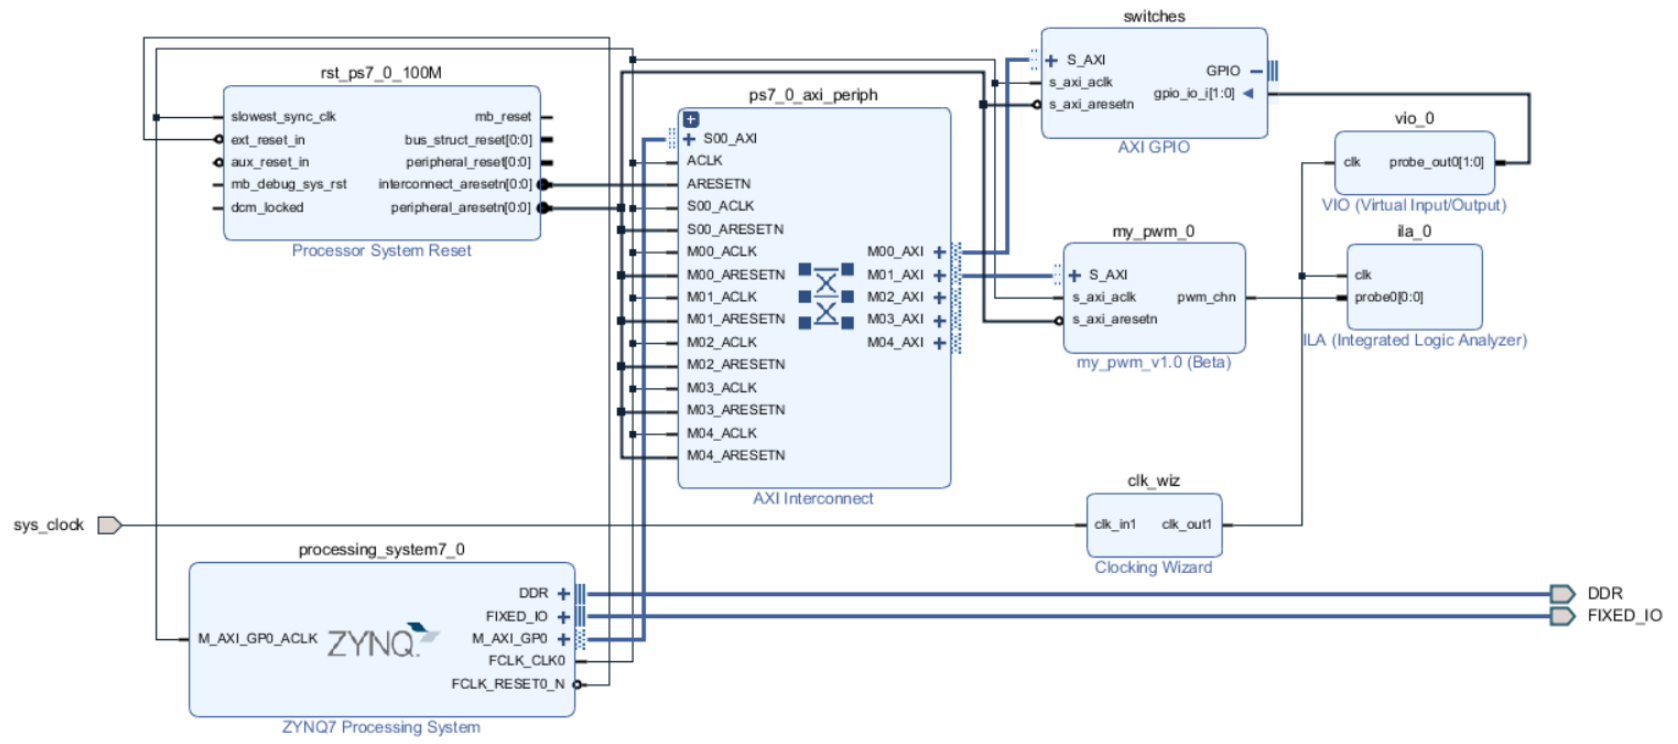 switches
S_AXI
s_axi_aclk
s_axi_aresetn
GPIO
gpio_io_i[1:0]
AXI GPIO
rst_ps7_0_100M
slowest_sync_clk
ext_reset_in
aux_reset_in
mb_debug_sys_rst
dcm_locked
mb_reset
bus_struct_reset[0:0]
peripheral_reset[0:0]
interconnect_aresetn[0:0]
peripheral_aresetn[0:0]
Processor System Reset
ps7_0_axi_periph
S00_AXI
ACLK
ARESETN
S00_ACLK
S00_ARESETN
M00_ACLK
M00_ARESETN
M01_ACLK
M01_ARESETN
M02_ACLK
M02_ARESETN
M03_ACLK
M03_ARESETN
M04_ACLK
M04_ARESETN
M00_AXI
M01_AXI
M02_AXI
M03_AXI
M04_AXI
AXI Interconnect
vio_0
clk
probe_out0[1:0]
VIO (Virtual Input/Output)
my_pwm_0
S_AXI
s_axi_aclk
s_axi_aresetn
pwm_chn
my_pwm_v1.0 (Beta)
ila_0
clk
probe0[0:0]
ILA (Integrated Logic Analyzer)
clk_wiz
clk_in1
clk_out1
Clocking Wizard
sys_clock
processing_system7_0
M_AXI_GP0_ACLK
ZYNQ
DDR
FIXED_IO
M_AXI_GP0
FCLK_CLK0
FCLK_RESET0_N
ZYNQ7 Processing System
DDR
FIXED_IO